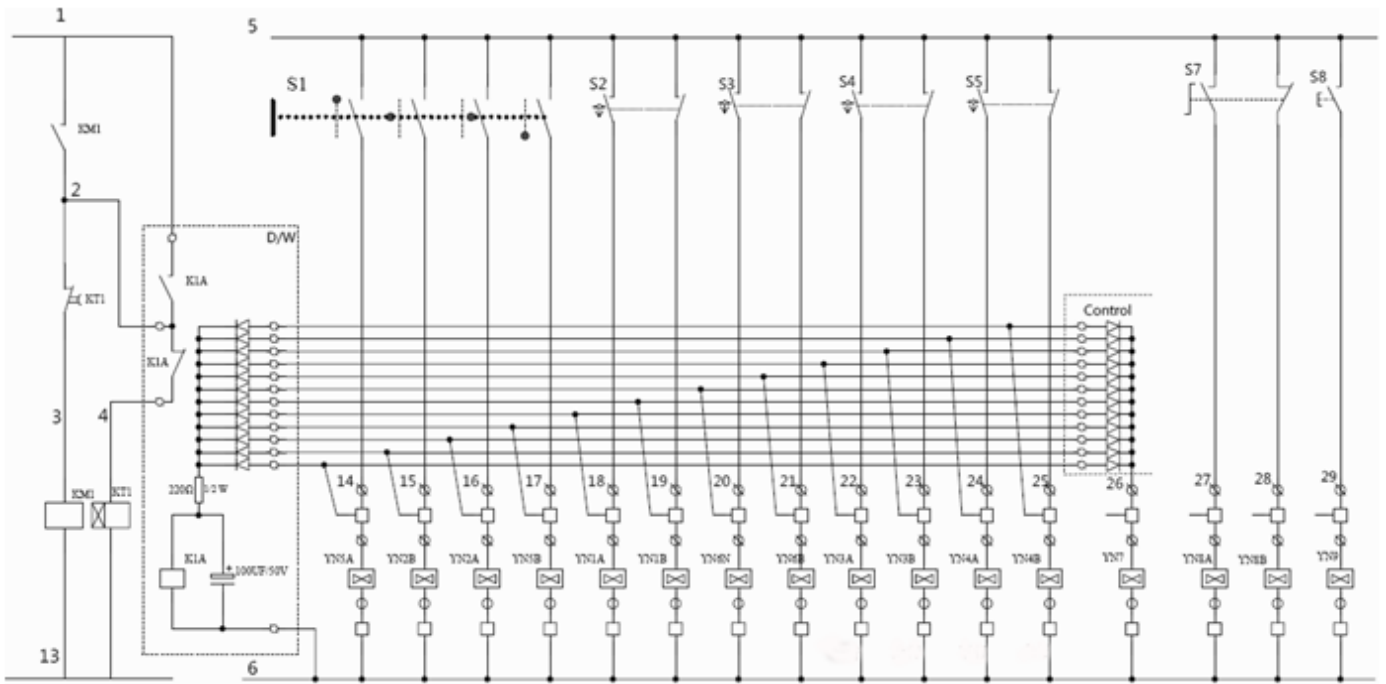 1
5
S1
S2
S3
S4
S5
S7
S8
KM1
2
D/W
K1A
KT1
Control
K1A
3
4
14
15
16
17
18
19
20
21
22
23
24
25
26
27
28
29
220Ω
1/2W
KM1
KT1
K1A
+
100UF/50V
YN5A
YN2B
YN2A
YN5B
YN1A
YN1B
YN6N
YN6B
YN3A
YN3B
YN4A
YN4B
YN7
YN8A
YN8B
YN9
13
6